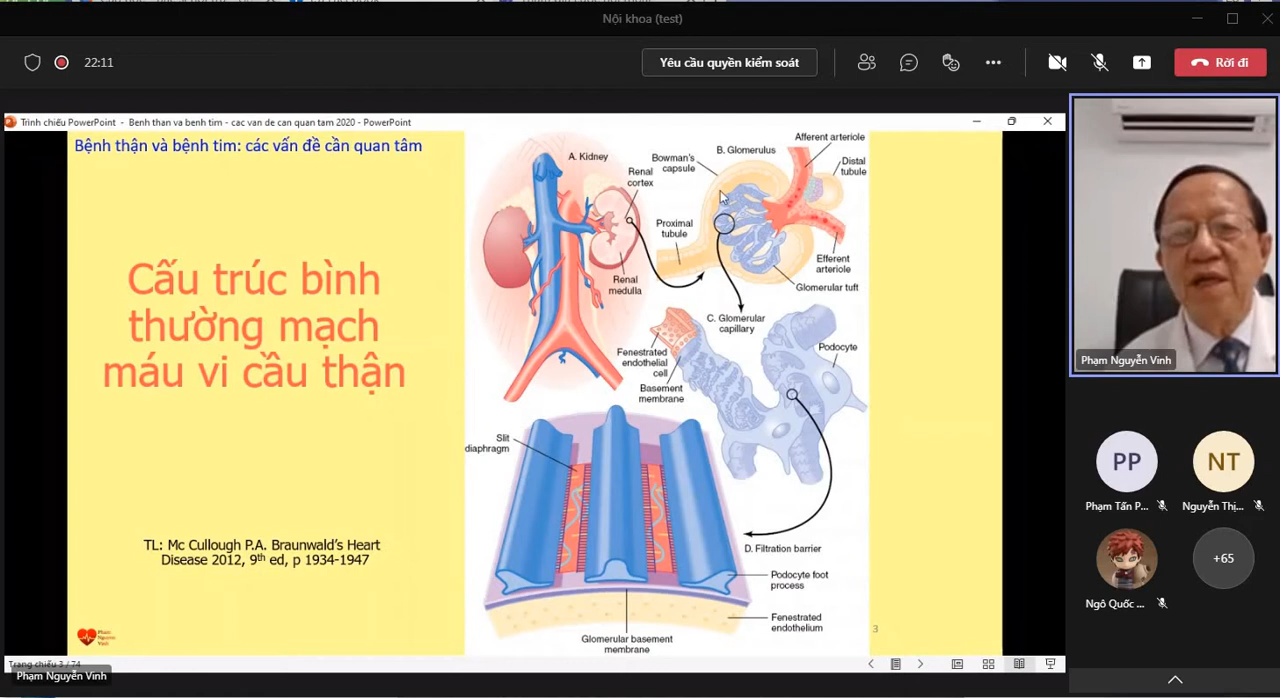 Nội khoa (test)
22:11
Yêu cầu quyền kiểm soát
Rời đi
Trình chiếu PowerPoint - Benh than va benh tim - cac van de can quan tam 2020 - PowerPoint
Bệnh thận và bệnh tim: các vấn đề cần quan tâm
Cấu trúc bình
thường mạch
máu vi cầu thận
TL: Mc Cullough P.A. Braunwald's Heart
Disease 2012, 9th ed, p 1934-1947
Phạm
Nguyễn
Vinh
A. Kidney
Renal
cortex
Renal
medulla
Bowman's
capsule
B. Glomerulus
Afferent arteriole
Distal
tubule
Proximal
tubule
Efferent
arteriole
Glomerular tuft
C. Glomerular
capillary
Fenestrated
endothelial
cell
Basement
membrane
Podocyte
Slit
diaphragm
D. Filtration barrier
Podocyte foot
process
Fenestrated
endothelium
Glomerular basement
membrane
3
Trang chiếu 3 / 74
Phạm Nguyễn Vinh
Phạm Nguyễn Vinh
PP
Phạm Tấn P...
NT
Nguyễn Thị...
Ngô Quốc ...
+65